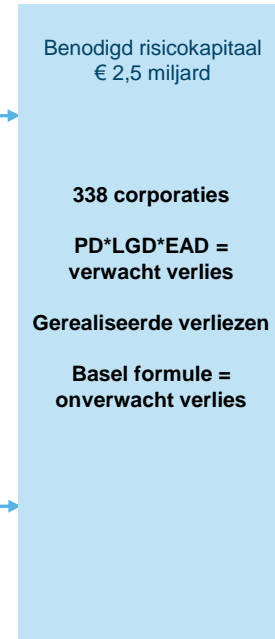 Benodigd risicokapitaal
€ 2,5 miljard
338 corporaties
PD*LGD*EAD =
verwacht verlies
Gerealiseerde verliezen
Basel formule =
onverwacht verlies